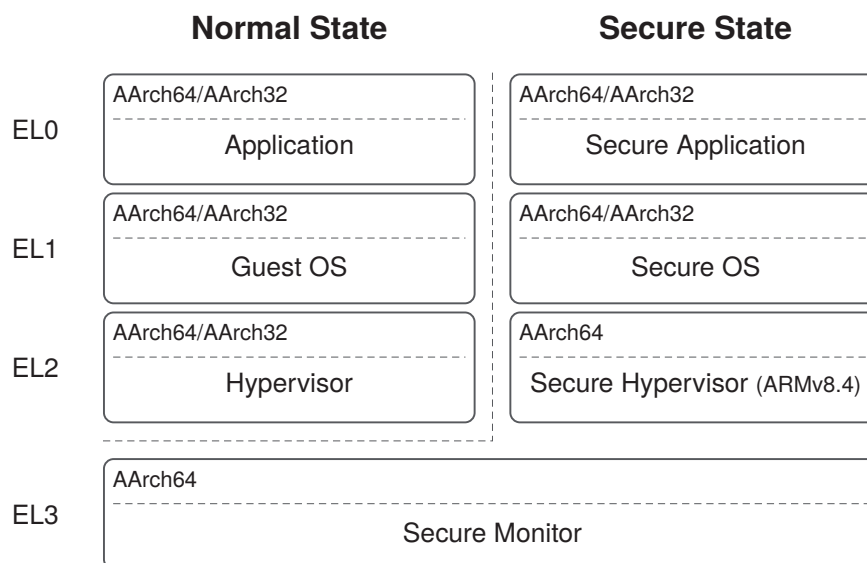 Normal State Secure State
EL0
AArch64/AArch32 AArch64/AArch32
Application Secure Application
EL1
AArch64/AArch32 AArch64/AArch32
Guest OS Secure OS
EL2
AArch64/AArch32 AArch64
Hypervisor Secure Hypervisor (ARMv8.4)
EL3
AArch64
Secure Monitor